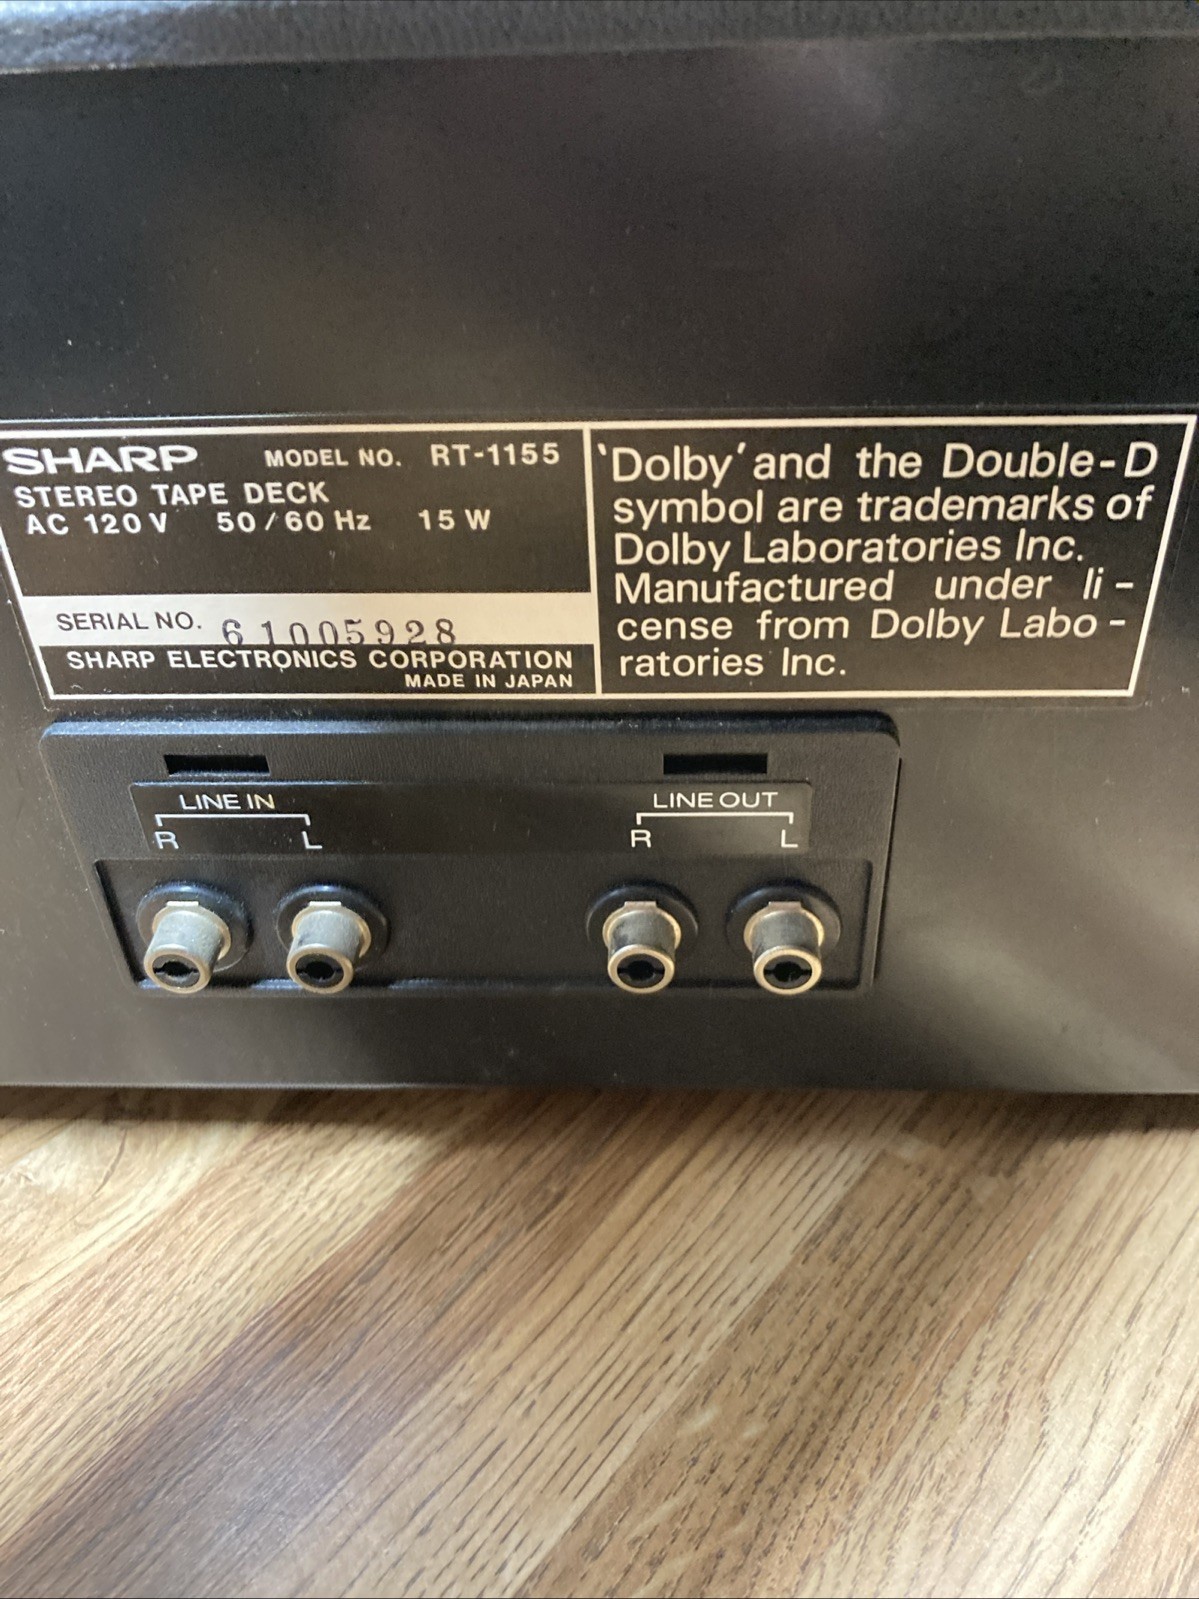 SHARP MODEL NO. RT-1155
STEREO TAPE DECK
AC 120 V 50/60 Hz 15 W
SERIAL NO. 61005928
SHARP ELECTRONICS CORPORATION
MADE IN JAPAN
'Dolby' and the Double-D
symbol are trademarks of
Dolby Laboratories Inc.
Manufactured under li-
cense from Dolby Labo-
ratories Inc.
LINE IN
R L
LINE OUT
R L